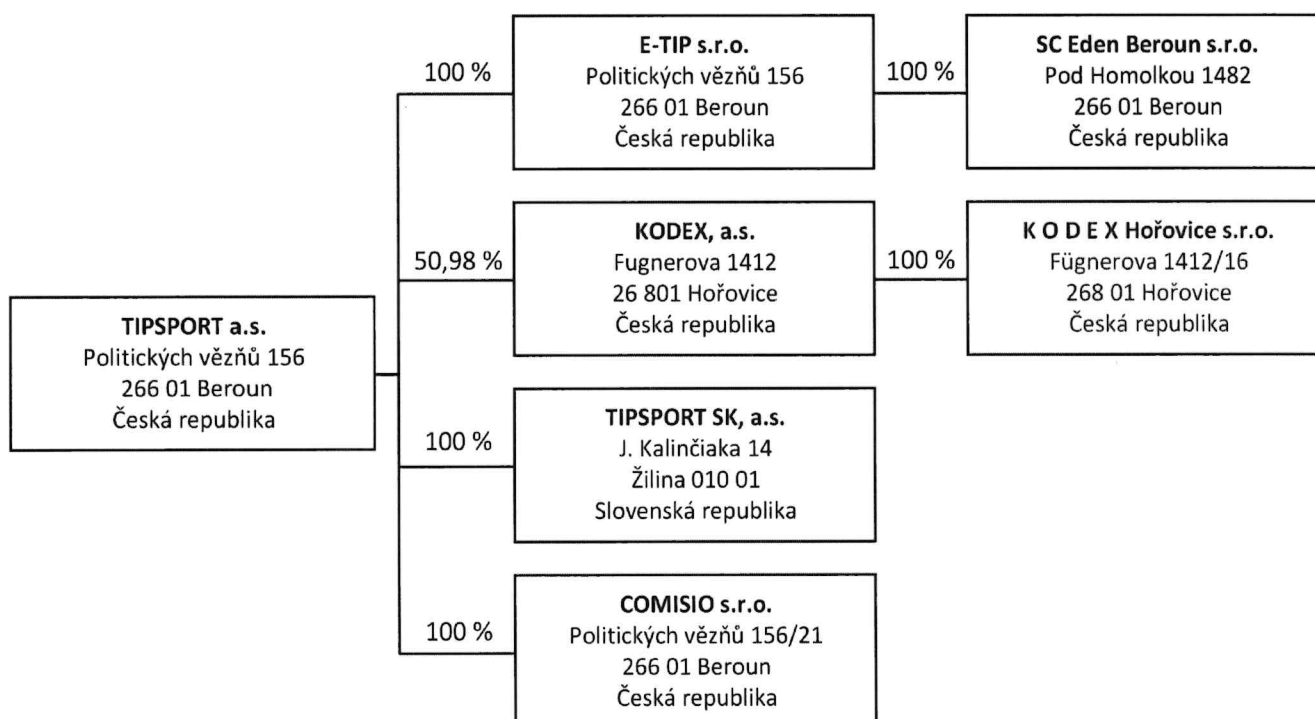 E-TIP s.r.o.
Politických vězňů 156
266 01 Beroun
Česká republika
100 %
SC Eden Beroun s.r.o.
Pod Homolkou 1482
266 01 Beroun
Česká republika
100 %
KODEX, a.s.
Fugnerova 1412
26 801 Hořovice
Česká republika
50,98 %
K O D E X Hořovice s.r.o.
Fügnerova 1412/16
268 01 Hořovice
Česká republika
100 %
TIPSPORT a.s.
Politických vězňů 156
266 01 Beroun
Česká republika
TIPSPORT SK, a.s.
J. Kalinčiaka 14
Žilina 010 01
Slovenská republika
100 %
COMISIO s.r.o.
Politických vězňů 156/21
266 01 Beroun
Česká republika
100 %